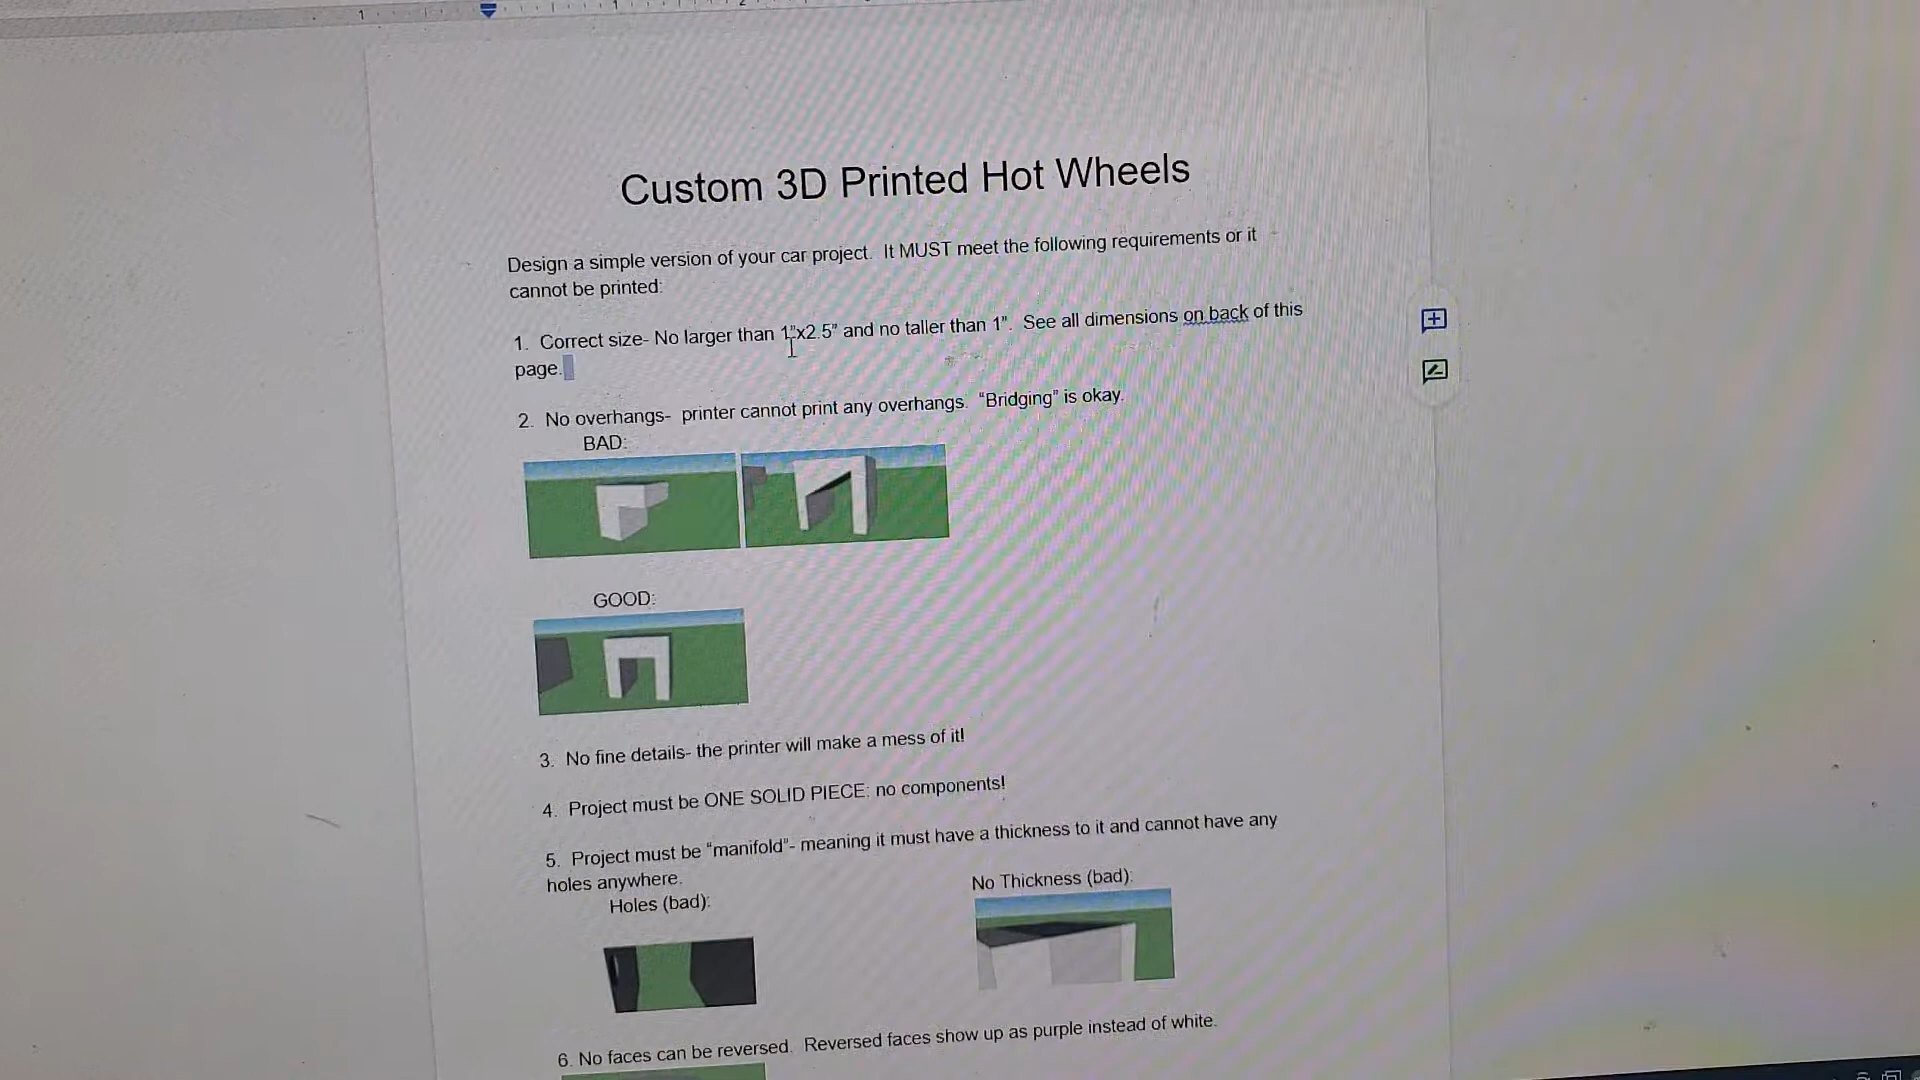 1 1 2
Custom 3D Printed Hot Wheels
Design a simple version of your car project. It MUST meet the following requirements or it
cannot be printed:
1. Correct size- No larger than 1”x2.5” and no taller than 1”. See all dimensions on back of this
page.
2. No overhangs- printer cannot print any overhangs. “Bridging” is okay.
BAD:
GOOD:
3. No fine details- the printer will make a mess of it!
4. Project must be ONE SOLID PIECE: no components!
5. Project must be “manifold”- meaning it must have a thickness to it and cannot have any
holes anywhere.
Holes (bad):
No Thickness (bad):
6. No faces can be reversed. Reversed faces show up as purple instead of white.